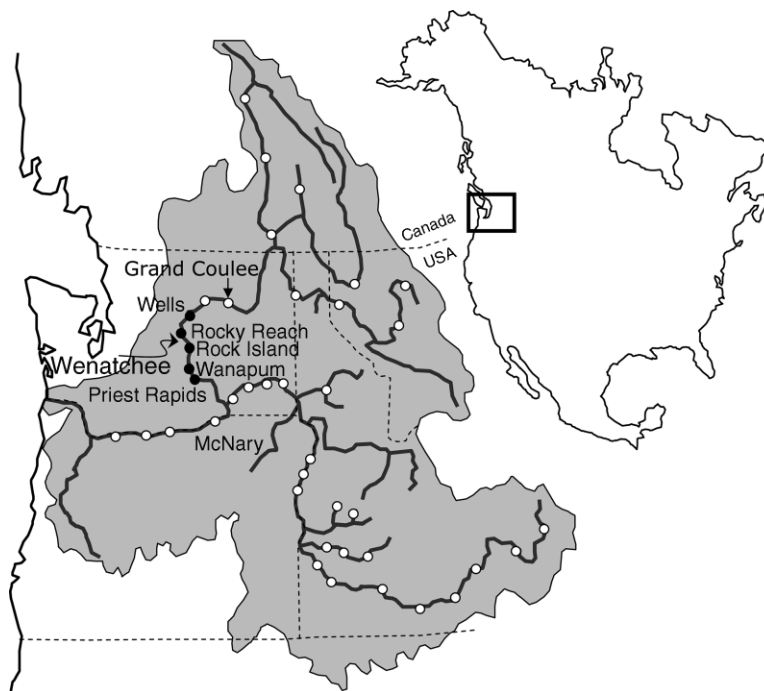 Canada
USA
Grand Coulee
Wells
Rocky Reach
Rock Island
Wenatchee
Wanapum
Priest Rapids
McNary